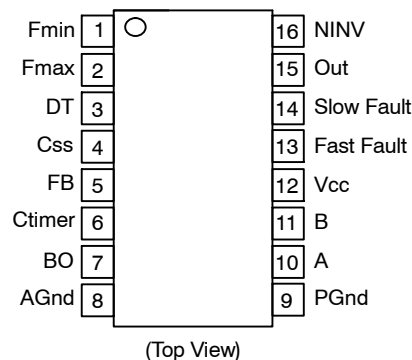 Fmin 1 16 NINV
Fmax 2 15 Out
DT 3 14 Slow Fault
Css 4 13 Fast Fault
FB 5 12 Vcc
Ctimer 6 11 B
BO 7 10 A
AGnd 8 9 PGnd
(Top View)